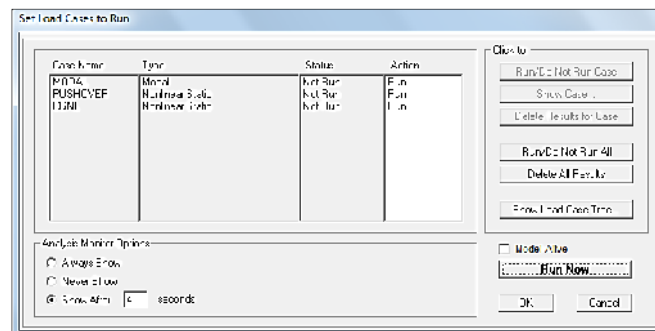 Set Load Cases to Run
Case Name Type Status Action
MODAL Modal Not Run Run
PUSHOVER Nonlinear Static Not Run Run
Nonlinear Static Not Run Run
Click to:
Run/Do Not Run Case
Show Case...
Delete Results for Case
Run/Do Not Run All
Delete All Results
Show Load Case Tree...
Analysis Monitor Options
Always Show
Never Show
Show After 4 seconds
Model-Alive
Run Now
OK Cancel